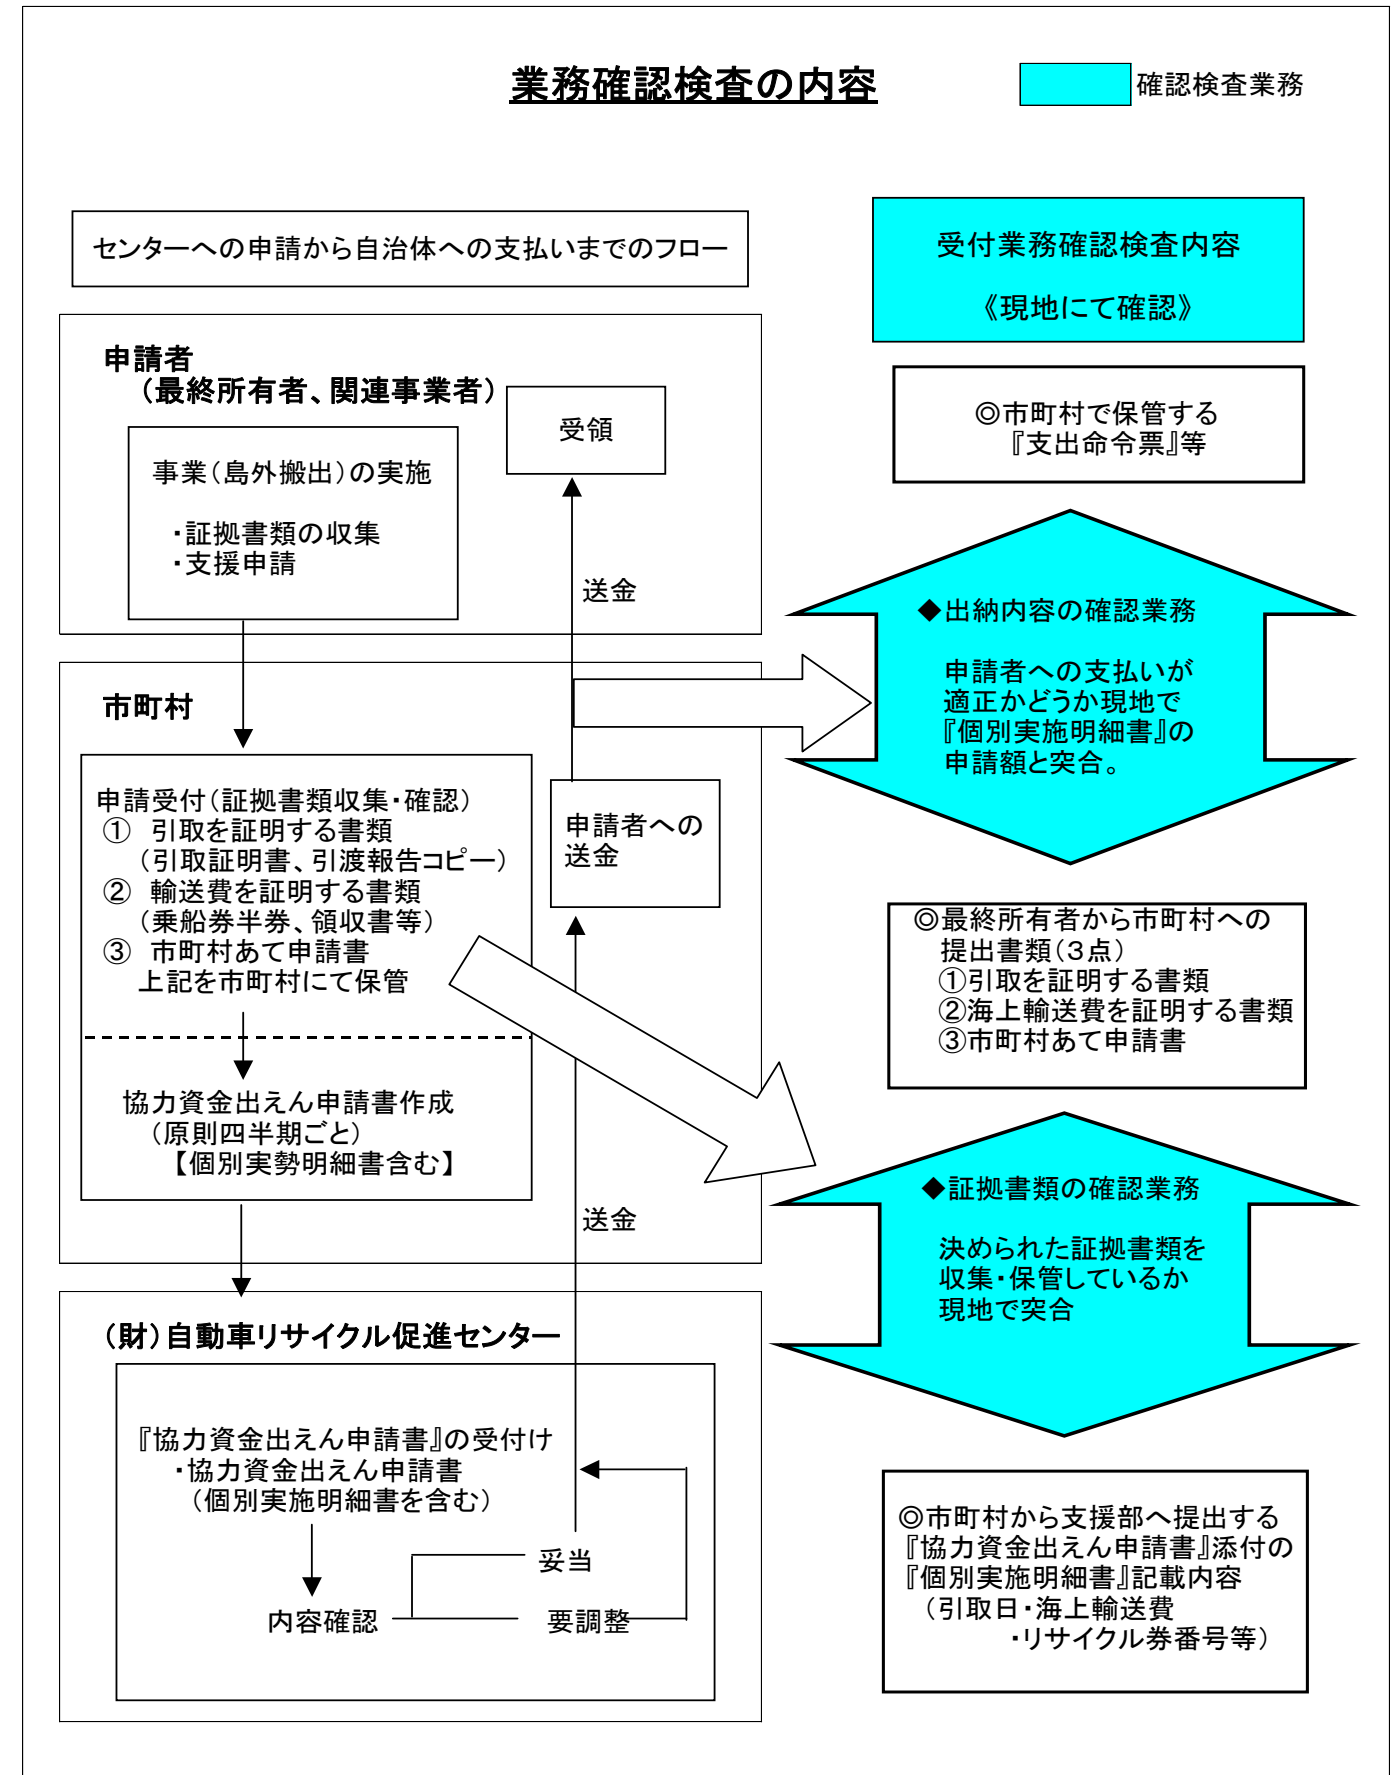 業務確認検査の内容
確認検査業務
センターへの申請から自治体への支払いまでのフロー
申請者
（最終所有者、関連事業者）
事業（島外搬出）の実施
・証拠書類の収集
・支援申請
受領
送金
市町村
申請受付（証拠書類収集・確認）
① 引取を証明する書類
（引取証明書、引渡報告コピー）
② 輸送費を証明する書類
（乗船券半券、領収書等）
③ 市町村あて申請書
上記を市町村にて保管
協力資金出えん申請書作成
（原則四半期ごと）
【個別実勢明細書含む】
申請者への
送金
送金
（財）自動車リサイクル促進センター
『協力資金出えん申請書』の受付け
・協力資金出えん申請書
（個別実施明細書を含む）
妥当
内容確認
要調整
受付業務確認検査内容
《現地にて確認》
◎市町村で保管する
『支出命令票』等
◆出納内容の確認業務
申請者への支払いが
適正かどうか現地で
『個別実施明細書』の
申請額と突合。
◎最終所有者から市町村への
提出書類（３点）
①引取を証明する書類
②海上輸送費を証明する書類
③市町村あて申請書
◆証拠書類の確認業務
決められた証拠書類を
収集・保管しているか
現地で突合
◎市町村から支援部へ提出する
『協力資金出えん申請書』添付の
『個別実施明細書』記載内容
（引取日・海上輸送費
・リサイクル券番号等）